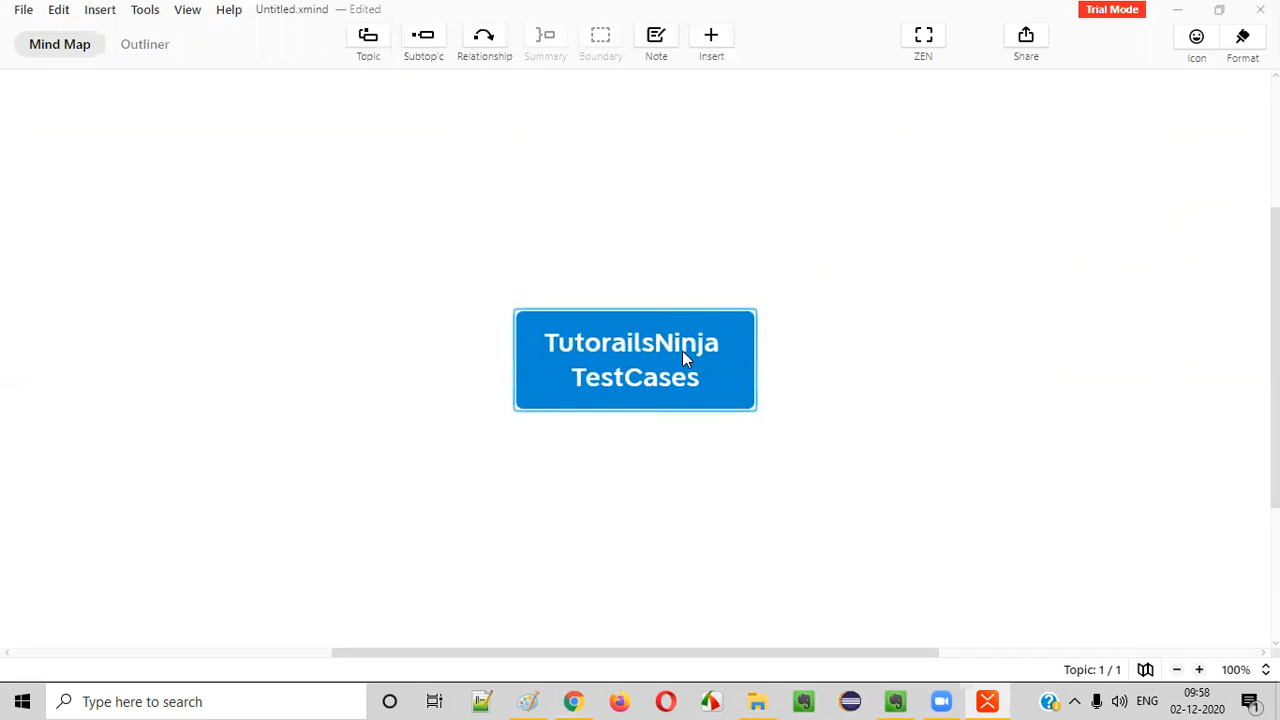 File Edit Insert Tools View Help Untitled.xmind — Edited Trial Mode
Mind Map Outliner
Topic Subtopic Relationship Summary Boundary Note Insert ZEN Share Icon Format
TutorailsNinja
TestCases
Topic: 1 / 1 100%
Type here to search
ENG
09:58
02-12-2020
1